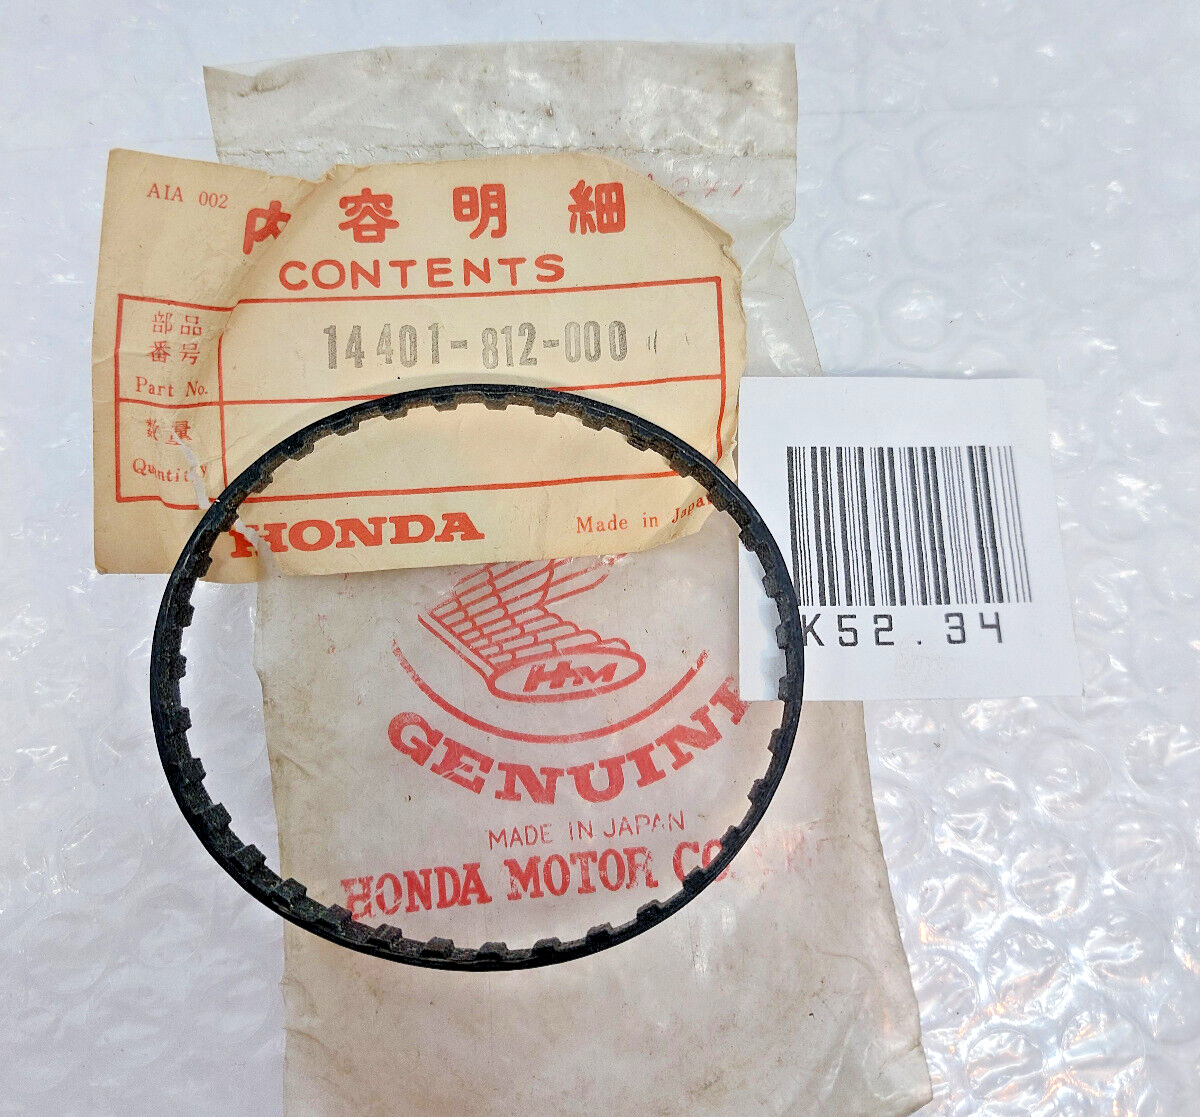 AIA 002
内容明細
CONTENTS
部品
番号
Part No.
14401-812-000
数量
Quantity
HONDA
Made in Japan
HM
GENUINE
MADE IN JAPAN
HONDA MOTOR CO
K52.34